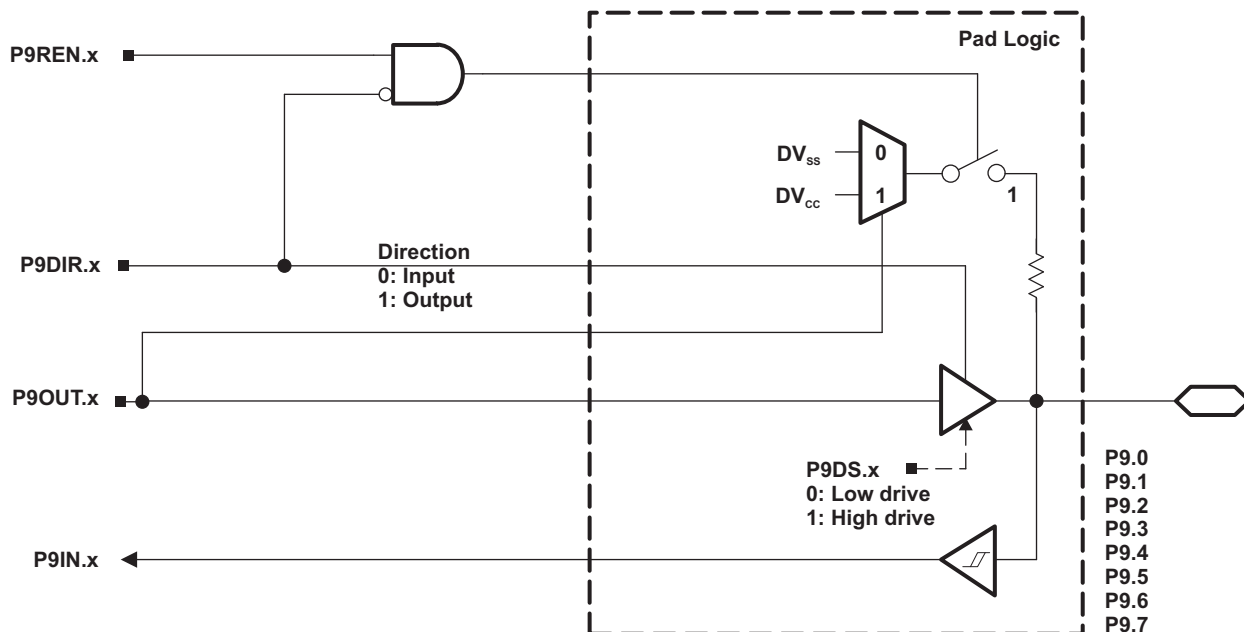 Pad Logic
P9REN.x
DVss
0
DVcc
1
1
P9DIR.x
Direction
0: Input
1: Output
P9OUT.x
P9DS.x
0: Low drive
1: High drive
P9IN.x
P9.0
P9.1
P9.2
P9.3
P9.4
P9.5
P9.6
P9.7